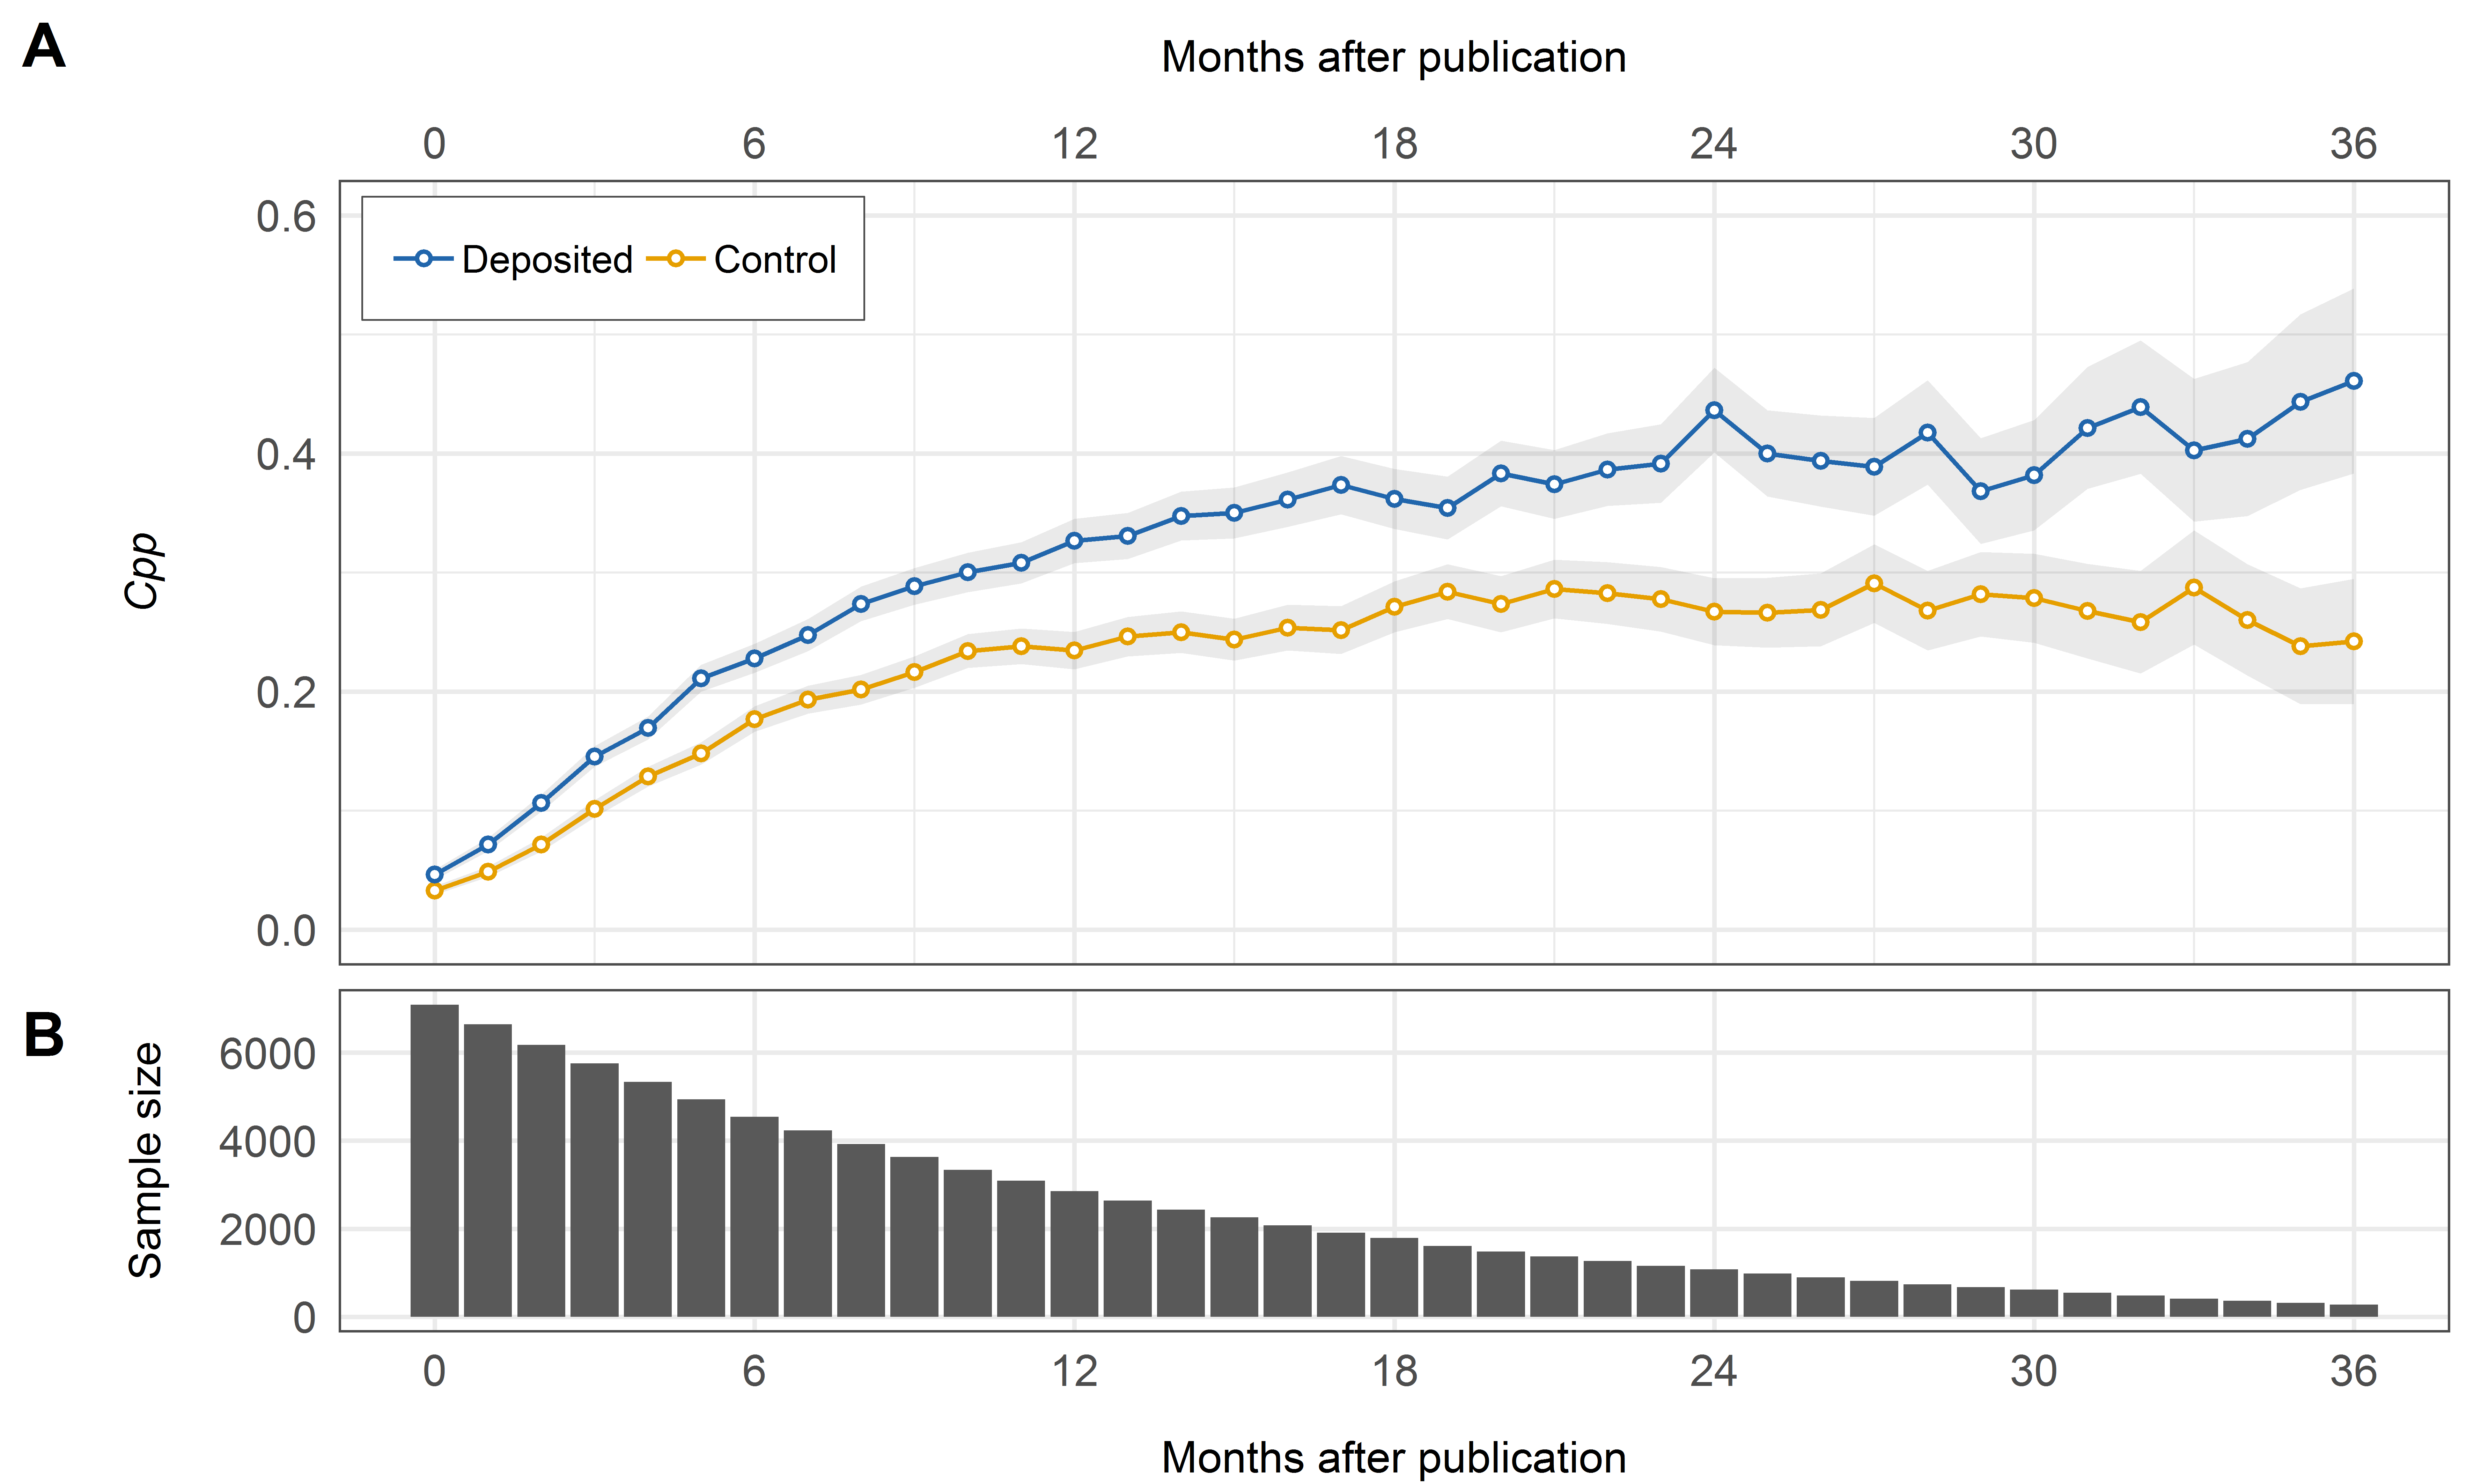 A
Months after publication
0 6 12 18 24 30 36
0.6
Deposited Control
0.4
Cpp
0.2
0.0
B
Sample size
6000
4000
2000
0
0 6 12 18 24 30 36
Months after publication